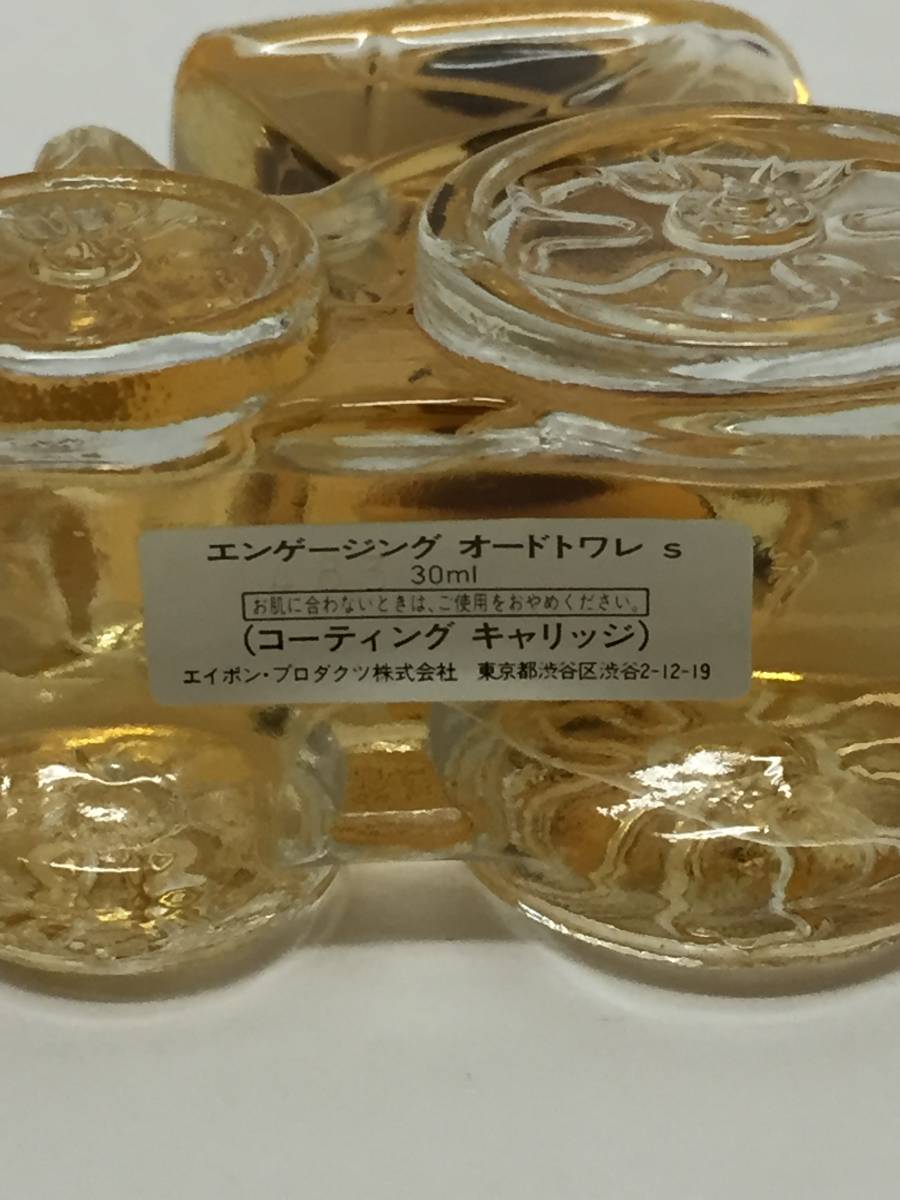 エンゲージング オードトワレ s
30ml
お肌に合わないときは、ご使用をおやめください。
(コーティング キャリッジ)
エイボン・プロダクツ株式会社 東京都渋谷区渋谷2-12-19